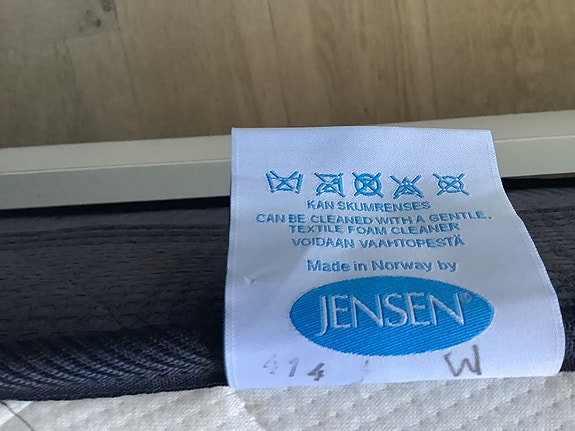 KAN SKUMRENSES
CAN BE CLEANED WITH A GENTLE,
TEXTILE FOAM CLEANER
VOIDAAN VAAHTOPESTÄ
Made in Norway by
JENSEN®
414 W